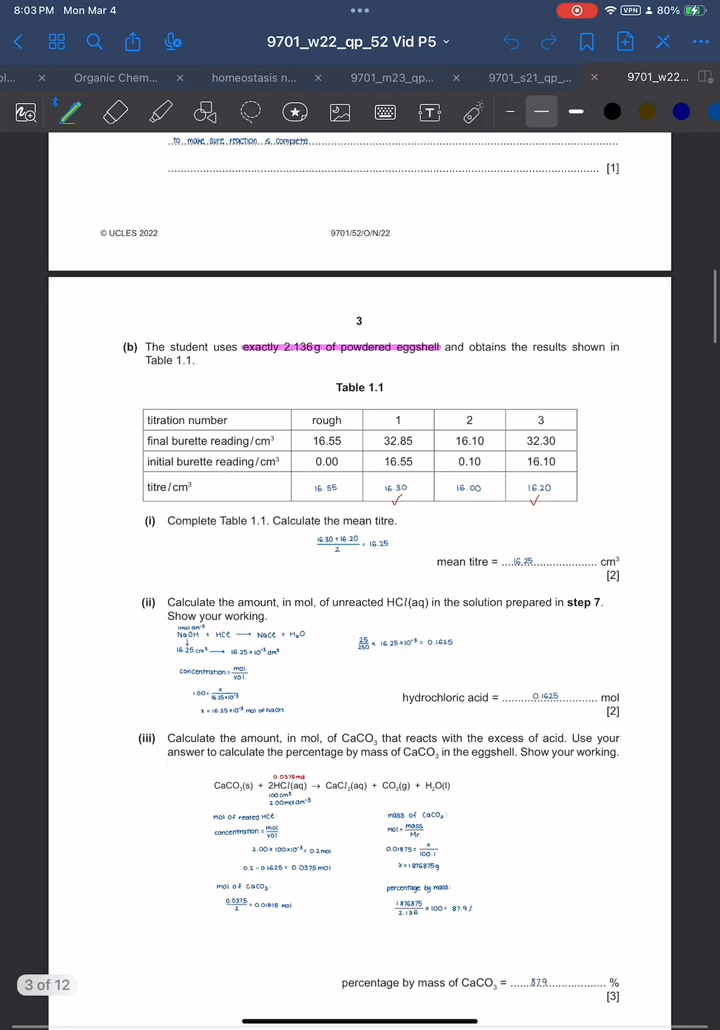 8:03 PM Mon Mar 4
VPN 80%
9701_w22_qp_52 Vid P5
Organic Chem...
homeostasis n...
9701_m23_qp...
9701_s21_qp_...
9701_w22...
to make sure reaction is complete
[1]
© UCLES 2022
9701/52/O/N/22
3
(b) The student uses exactly 2.136 g of powdered eggshell and obtains the results shown in
Table 1.1.
Table 1.1
titration number rough 1 2 3
final burette reading/cm³ 16.55 32.85 16.10 32.30
initial burette reading/cm³ 0.00 16.55 0.10 16.10
titre/cm³ 16.55 16.30 16.00 16.20
(i) Complete Table 1.1. Calculate the mean titre.
16.30 + 16.20 / 2 = 16.25
mean titre = 16.25 cm³
[2]
(ii) Calculate the amount, in mol, of unreacted HCl(aq) in the solution prepared in step 7.
Show your working.
1mol dm⁻³
NaOH + HCl → NaCl + H₂O
16.25 cm³ → 16.25 x 10⁻³ dm³
concentration = mol / vol.
1.00 = x / 16.25x10⁻³
x = 16.25 x10⁻³ mol of NaOH
25 / 250 x 16.25 x10⁻³ = 0.1625
hydrochloric acid = 0.1625 mol
[2]
(iii) Calculate the amount, in mol, of CaCO₃ that reacts with the excess of acid. Use your
answer to calculate the percentage by mass of CaCO₃ in the eggshell. Show your working.
0.0375 mol
CaCO₃(s) + 2HCl(aq) → CaCl₂(aq) + CO₂(g) + H₂O(l)
100 cm³
2.00 mol dm⁻³
mol of reacted HCl:
concentration = mol / vol
2.00 x 100 x10⁻³ = 0.2 mol
0.2 - 0.1625 = 0.0375 mol
mol of CaCO₃:
0.0375 / 2 = 0.01875 mol
mass of CaCO₃:
mol = mass / Mr
0.01875 = x / 100.1
x = 1.876875g
percentage by mass:
1.876875 / 2.136 x 100 = 87.9 %
3 of 12
percentage by mass of CaCO₃ = 87.9 %
[3]